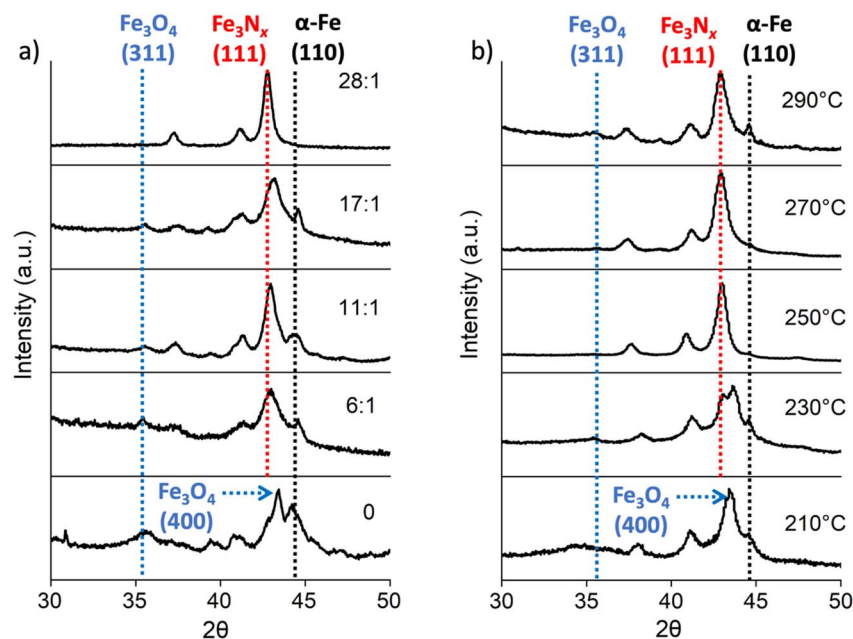 a)
Fe₃O₄ Fe₃Nₓ α-Fe
(311) (111) (110)
28:1
17:1
11:1
6:1
Fe₃O₄
(400)
0
Intensity (a.u.)
30 35 40 45 50
2θ
b)
Fe₃O₄ Fe₃Nₓ α-Fe
(311) (111) (110)
290°C
270°C
250°C
230°C
Fe₃O₄
(400)
210°C
Intensity (a.u.)
30 35 40 45 50
2θ